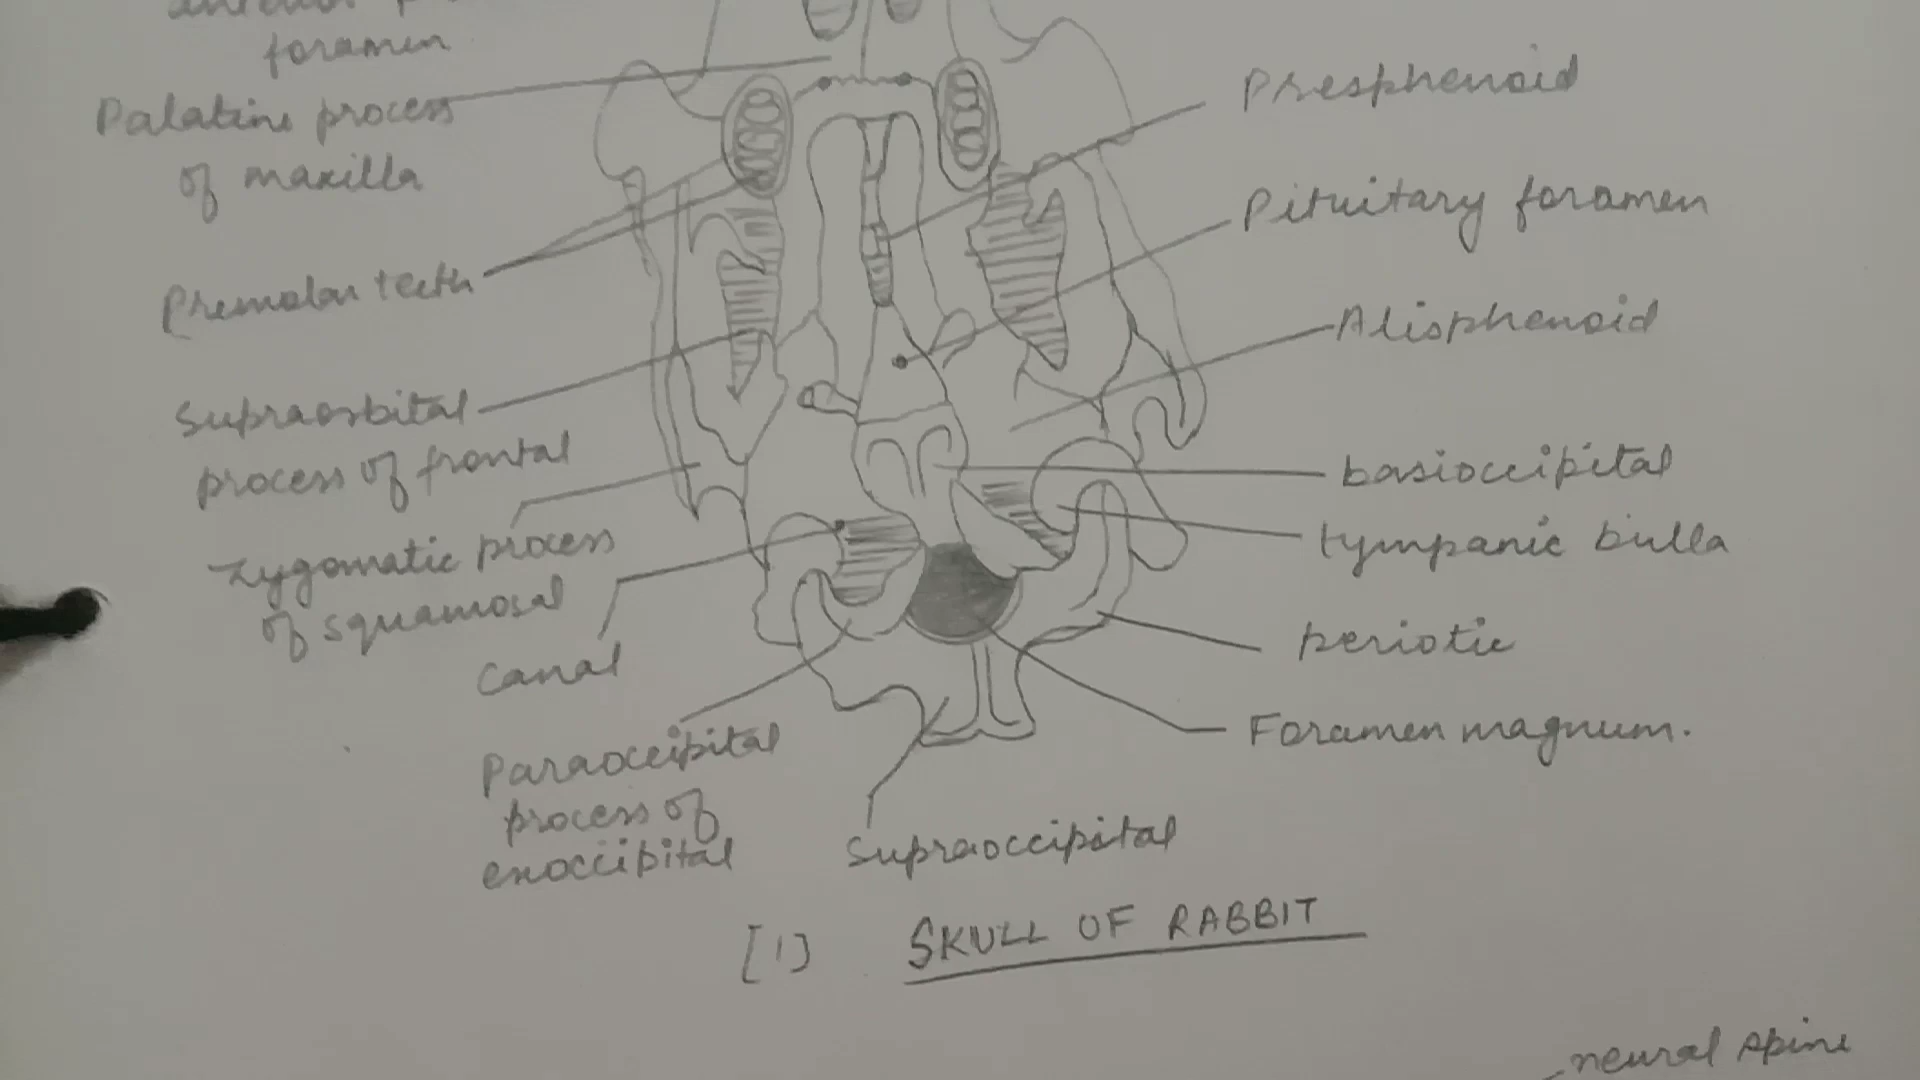 foramen
Palatine process
of maxilla
Premolar teeth
Supraorbital
process of frontal
Zygomatic process
of squamosal
canal
Paraoccipital
process of
exoccipital
Supraoccipital
Presphenoid
Pituitary foramen
Alisphenoid
basioccipital
tympanic bulla
periotic
Foramen magnum.
[1] SKULL OF RABBIT
neural spine